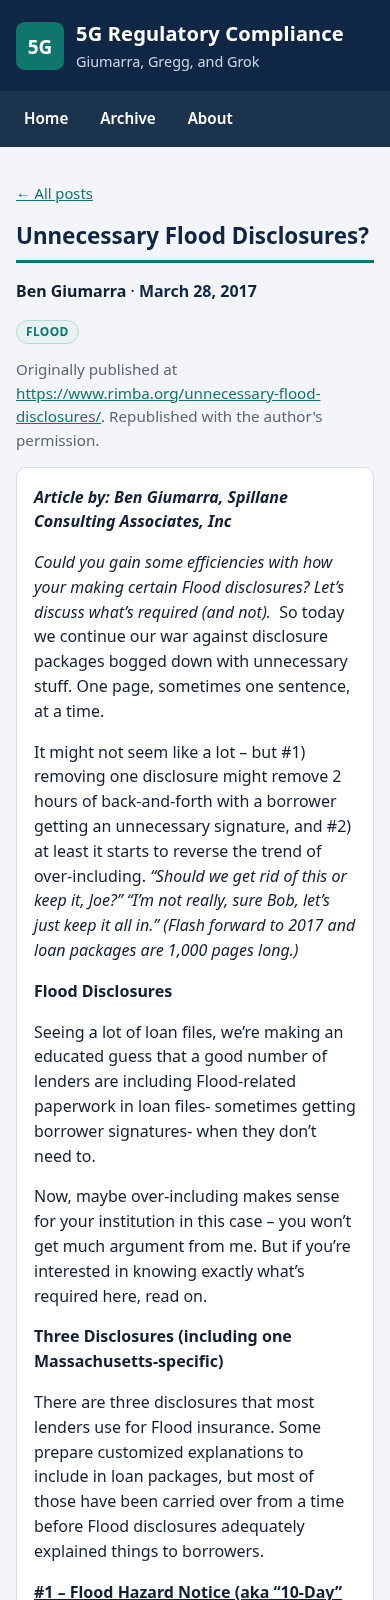 5G
5G Regulatory Compliance
Giumarra, Gregg, and Grok
Home Archive About
← All posts
Unnecessary Flood Disclosures?
Ben Giumarra · March 28, 2017
FLOOD
Originally published at
https://www.rimba.org/unnecessary-flood-
disclosures/. Republished with the author's
permission.
Article by: Ben Giumarra, Spillane
Consulting Associates, Inc
Could you gain some efficiencies with how
your making certain Flood disclosures? Let’s
discuss what’s required (and not).  So today
we continue our war against disclosure
packages bogged down with unnecessary
stuff. One page, sometimes one sentence,
at a time.
It might not seem like a lot – but #1)
removing one disclosure might remove 2
hours of back-and-forth with a borrower
getting an unnecessary signature, and #2)
at least it starts to reverse the trend of
over-including. “Should we get rid of this or
keep it, Joe?” “I’m not really, sure Bob, let’s
just keep it all in.” (Flash forward to 2017 and
loan packages are 1,000 pages long.)
Flood Disclosures
Seeing a lot of loan files, we’re making an
educated guess that a good number of
lenders are including Flood-related
paperwork in loan files- sometimes getting
borrower signatures- when they don’t
need to.
Now, maybe over-including makes sense
for your institution in this case – you won’t
get much argument from me. But if you’re
interested in knowing exactly what’s
required here, read on.
Three Disclosures (including one
Massachusetts-specific)
There are three disclosures that most
lenders use for Flood insurance. Some
prepare customized explanations to
include in loan packages, but most of
those have been carried over from a time
before Flood disclosures adequately
explained things to borrowers.
#1 – Flood Hazard Notice (aka “10-Day”